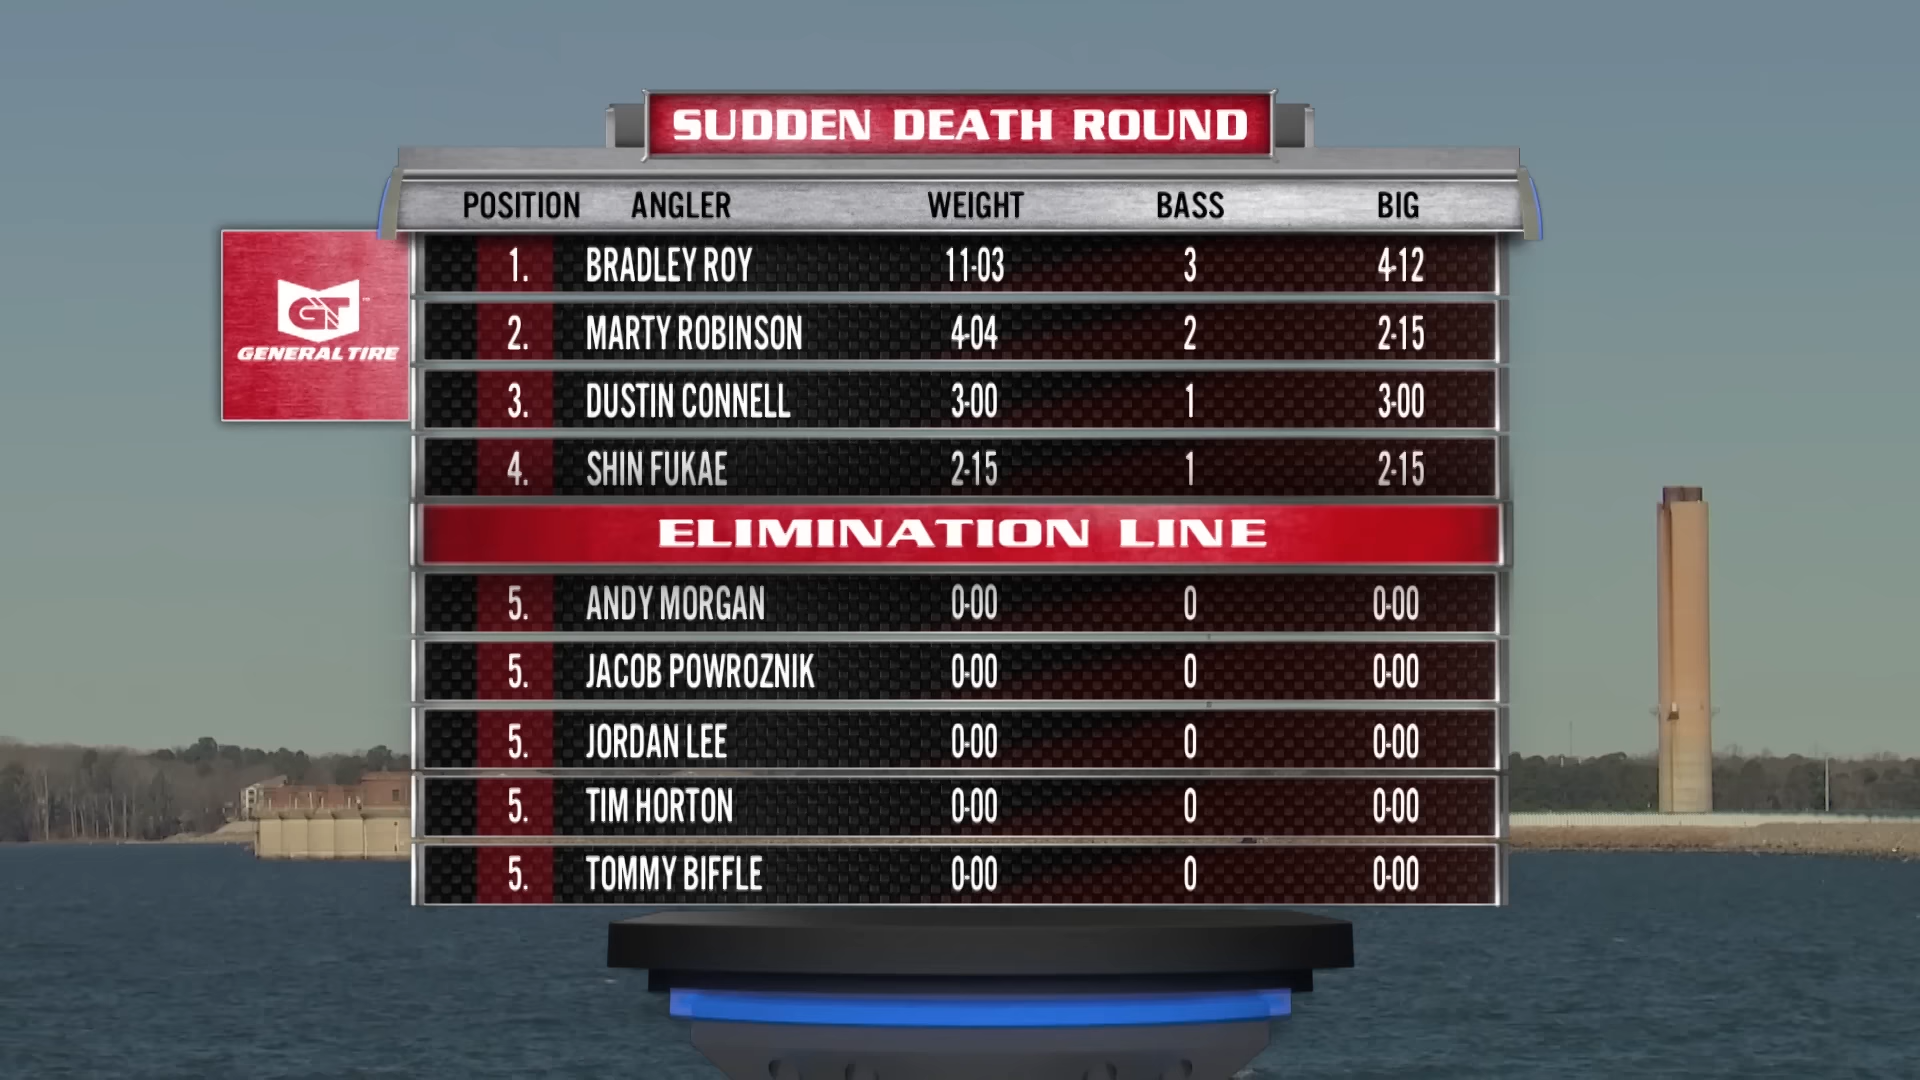 SUDDEN DEATH ROUND
POSITION ANGLER WEIGHT BASS BIG
1. BRADLEY ROY 11-03 3 4-12
GT™
GENERAL TIRE
2. MARTY ROBINSON 4-04 2 2-15
3. DUSTIN CONNELL 3-00 1 3-00
4. SHIN FUKAE 2-15 1 2-15
ELIMINATION LINE
5. ANDY MORGAN 0-00 0 0-00
5. JACOB POWROZNIK 0-00 0 0-00
5. JORDAN LEE 0-00 0 0-00
5. TIM HORTON 0-00 0 0-00
5. TOMMY BIFFLE 0-00 0 0-00